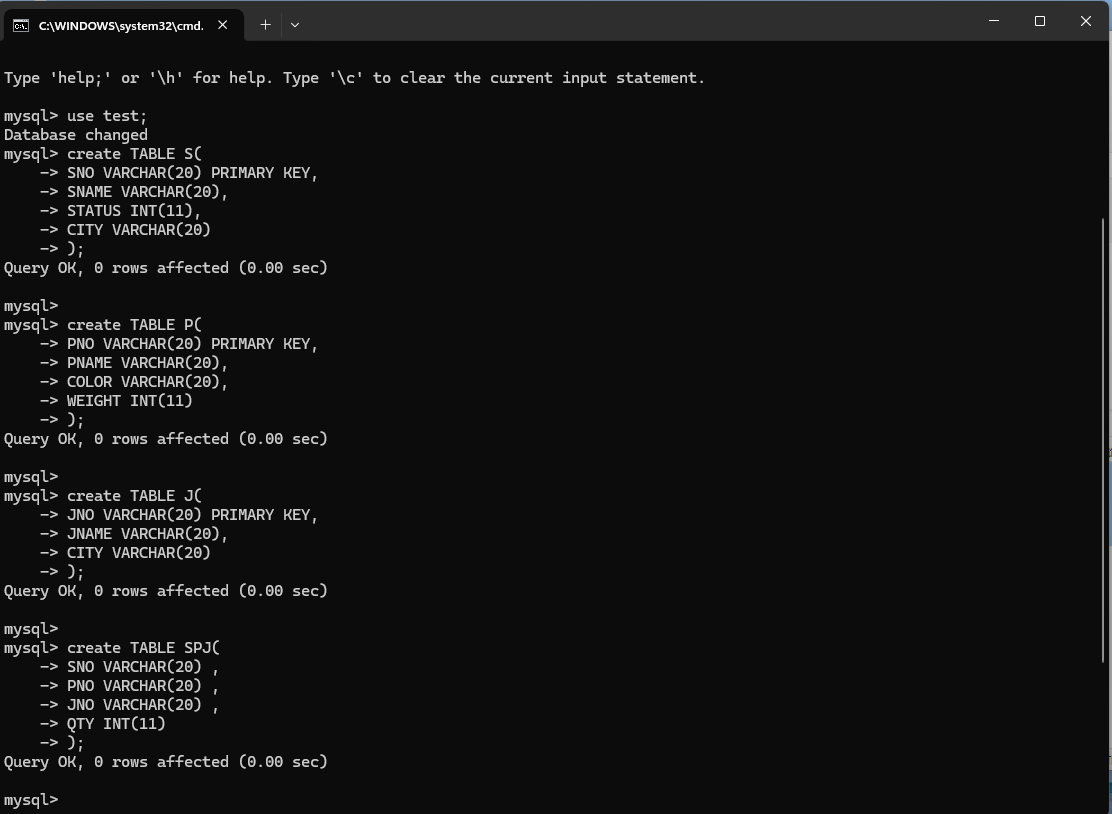 C:\WINDOWS\system32\cmd.
Type 'help;' or '\h' for help. Type '\c' to clear the current input statement.
mysql> use test;
Database changed
mysql> create TABLE S(
    -> SNO VARCHAR(20) PRIMARY KEY,
    -> SNAME VARCHAR(20),
    -> STATUS INT(11),
    -> CITY VARCHAR(20)
    -> );
Query OK, 0 rows affected (0.00 sec)
mysql>
mysql> create TABLE P(
    -> PNO VARCHAR(20) PRIMARY KEY,
    -> PNAME VARCHAR(20),
    -> COLOR VARCHAR(20),
    -> WEIGHT INT(11)
    -> );
Query OK, 0 rows affected (0.00 sec)
mysql>
mysql> create TABLE J(
    -> JNO VARCHAR(20) PRIMARY KEY,
    -> JNAME VARCHAR(20),
    -> CITY VARCHAR(20)
    -> );
Query OK, 0 rows affected (0.00 sec)
mysql>
mysql> create TABLE SPJ(
    -> SNO VARCHAR(20) ,
    -> PNO VARCHAR(20) ,
    -> JNO VARCHAR(20) ,
    -> QTY INT(11)
    -> );
Query OK, 0 rows affected (0.00 sec)
mysql>